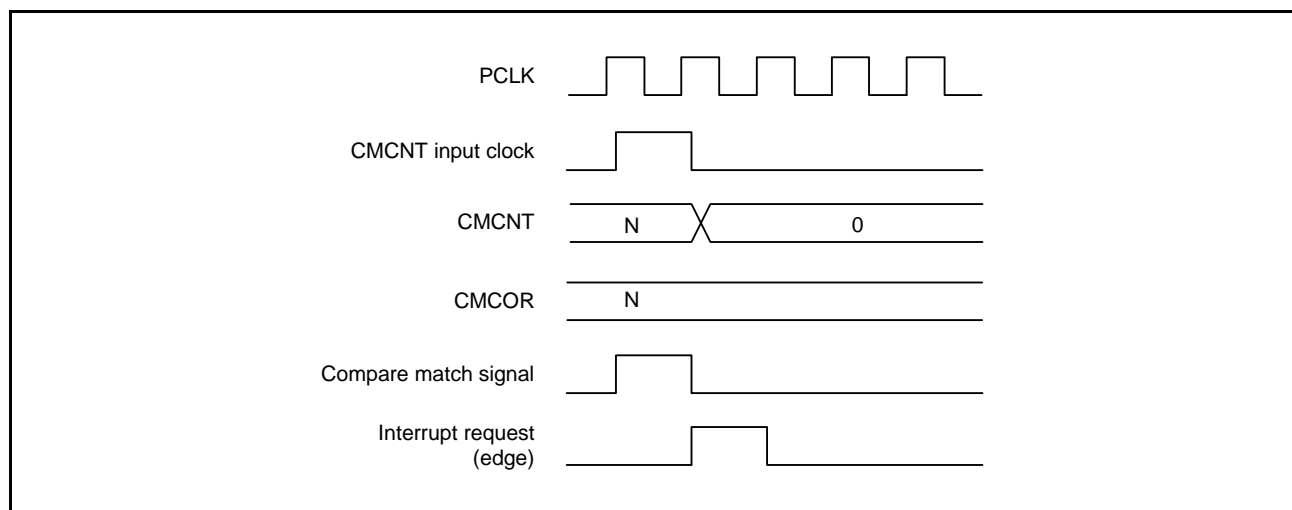 PCLK
CMCNT input clock
CMCNT
N
0
CMCOR
N
Compare match signal
Interrupt request
(edge)